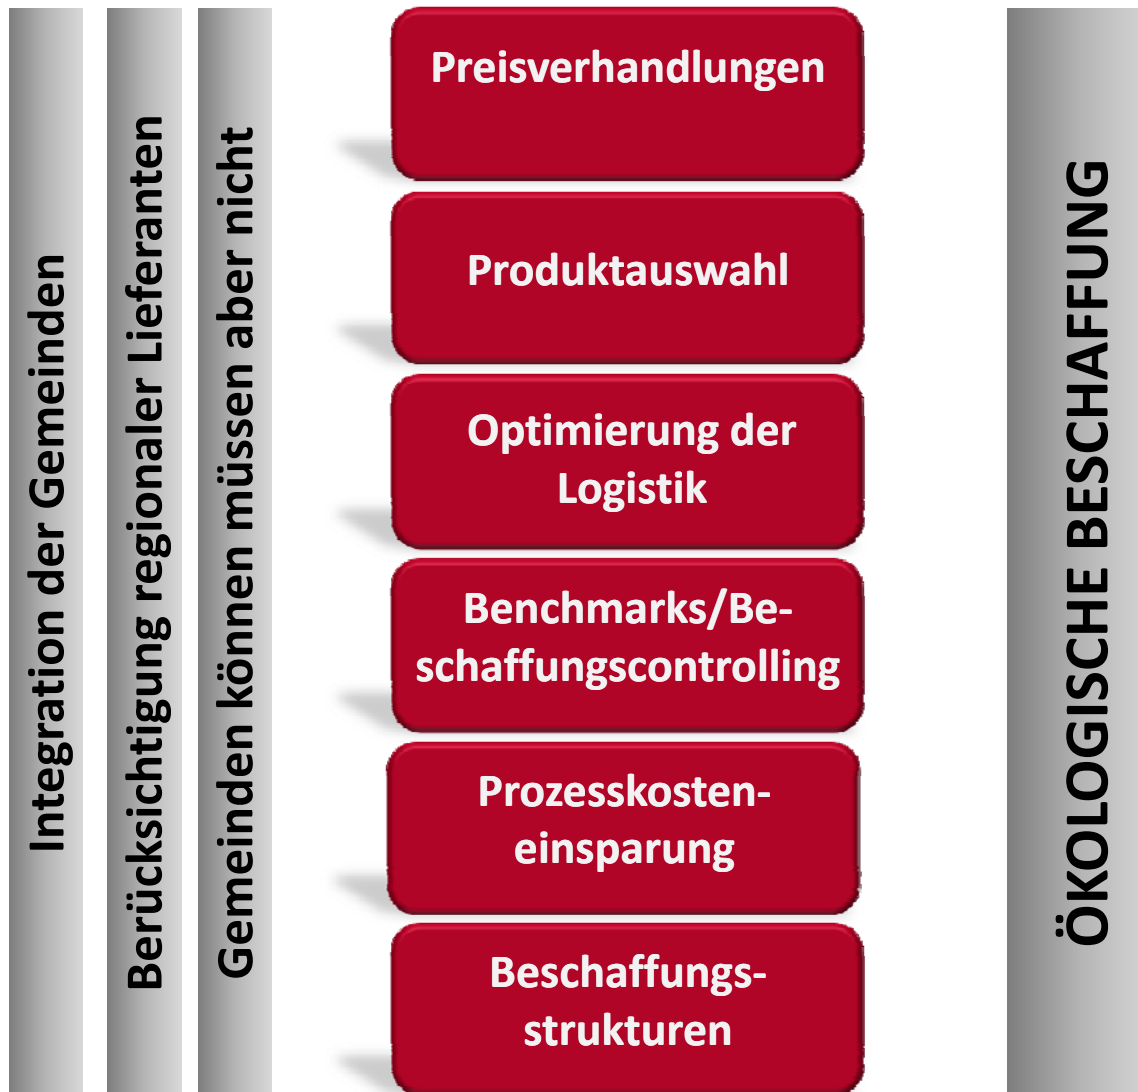 Integration der Gemeinden
Berücksichtigung regionaler Lieferanten
Gemeinden können müssen aber nicht
Preisverhandlungen
Produktauswahl
Optimierung der
Logistik
Benchmarks/Be-
schaffungscontrolling
Prozesskosten-
einsparung
Beschaffungs-
strukturen
ÖKOLOGISCHE BESCHAFFUNG